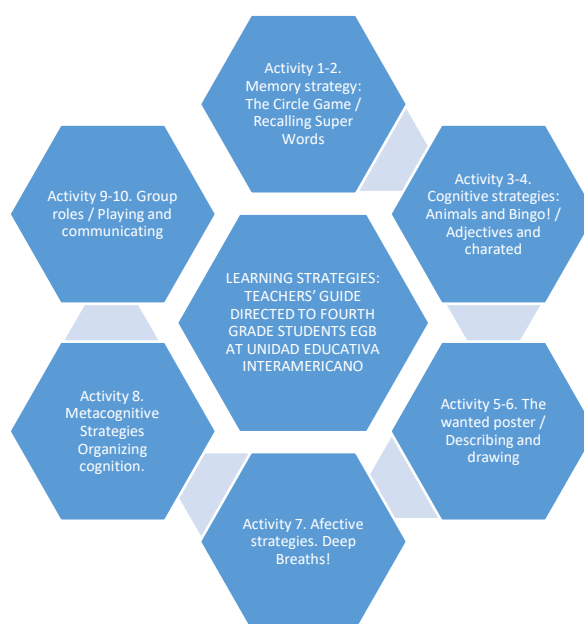 Activity 1-2.
Memory strategy:
The Circle Game /
Recalling Super
Words
Activity 3-4.
Cognitive strategies:
Animals and Bingo! /
Adjectives and
charated
Activity 5-6. The
wanted poster /
Describing and
drawing
Activity 7. Afective
strategies. Deep
Breaths!
Activity 8.
Metacognitive
Strategies
Organizing
cognition.
Activity 9-10. Group
roles / Playing and
communicating
LEARNING STRATEGIES:
TEACHERS’ GUIDE
DIRECTED TO FOURTH
GRADE STUDENTS EGB
AT UNIDAD EDUCATIVA
INTERAMERICANO